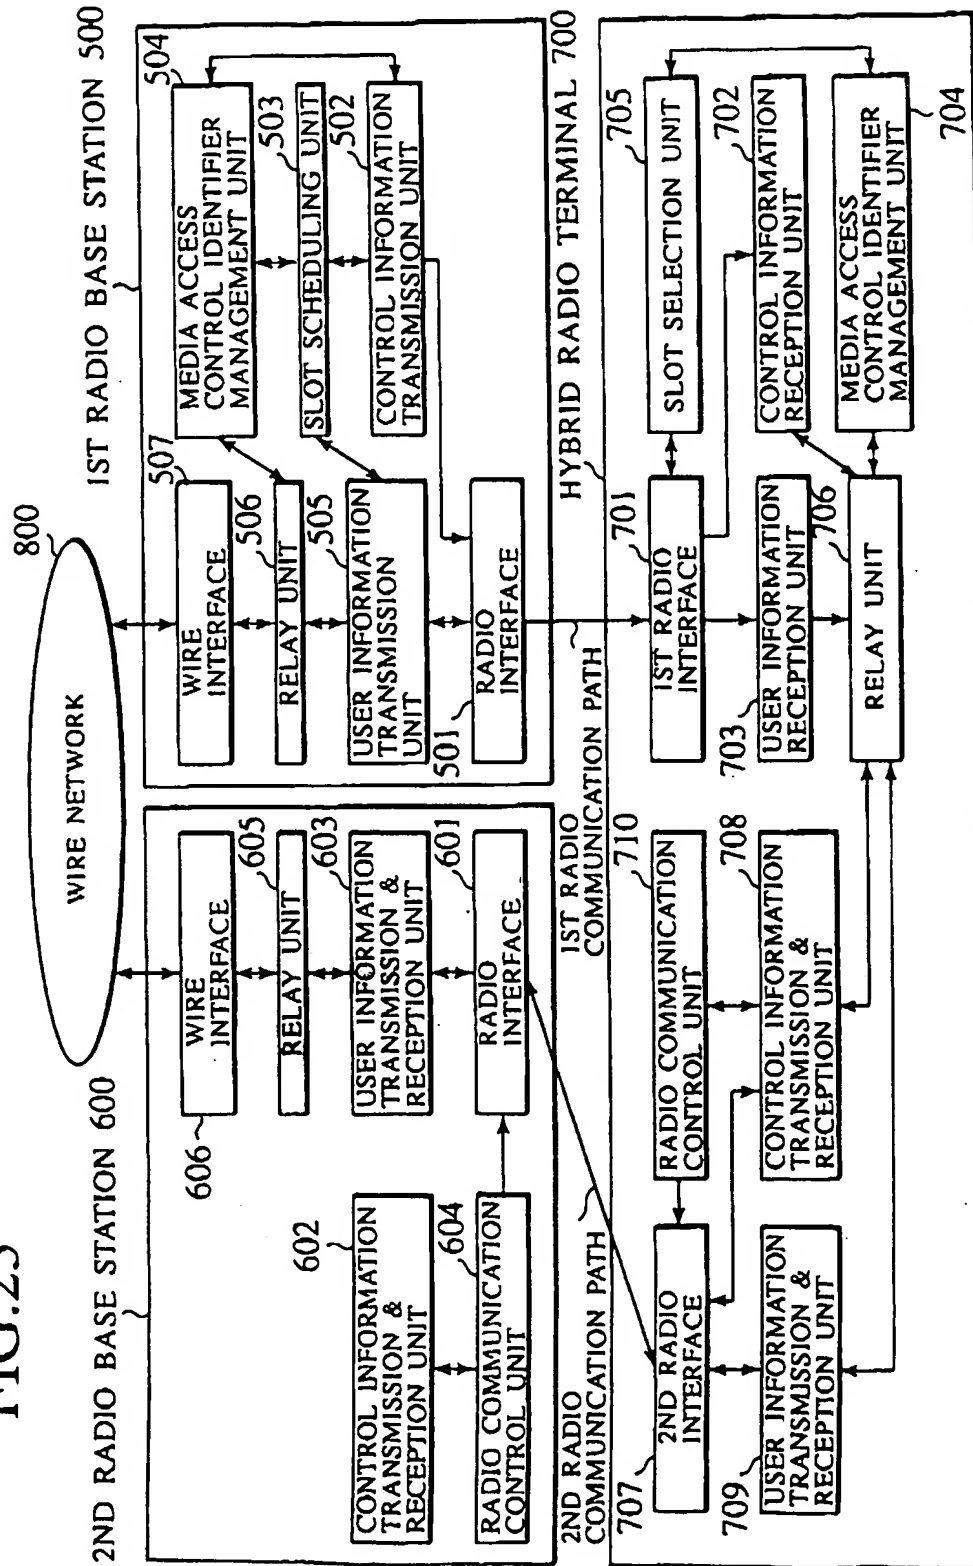 FIG.23
2ND RADIO BASE STATION 600
800
WIRE NETWORK
1ST RADIO BASE STATION 500
606
WIRE
INTERFACE
605
RELAY UNIT
602
CONTROL INFORMATION
TRANSMISSION &
RECEPTION UNIT
603
USER INFORMATION
TRANSMISSION &
RECEPTION UNIT
604
RADIO COMMUNICATION
CONTROL UNIT
601
RADIO
INTERFACE
507
WIRE
INTERFACE
504
MEDIA ACCESS
CONTROL IDENTIFIER
MANAGEMENT UNIT
506
RELAY UNIT
503
SLOT SCHEDULING UNIT
505
USER INFORMATION
TRANSMISSION
UNIT
502
CONTROL INFORMATION
TRANSMISSION UNIT
501
RADIO
INTERFACE
2ND RADIO
COMMUNICATION PATH
1ST RADIO
COMMUNICATION PATH
HYBRID RADIO TERMINAL 700
707
2ND RADIO
INTERFACE
710
RADIO COMMUNICATION
CONTROL UNIT
701
1ST RADIO
INTERFACE
705
SLOT SELECTION UNIT
709
USER INFORMATION
TRANSMISSION &
RECEPTION UNIT
708
CONTROL INFORMATION
TRANSMISSION &
RECEPTION UNIT
703
USER INFORMATION
RECEPTION UNIT
702
CONTROL INFORMATION
RECEPTION UNIT
706
RELAY UNIT
MEDIA ACCESS
CONTROL IDENTIFIER
MANAGEMENT UNIT
704